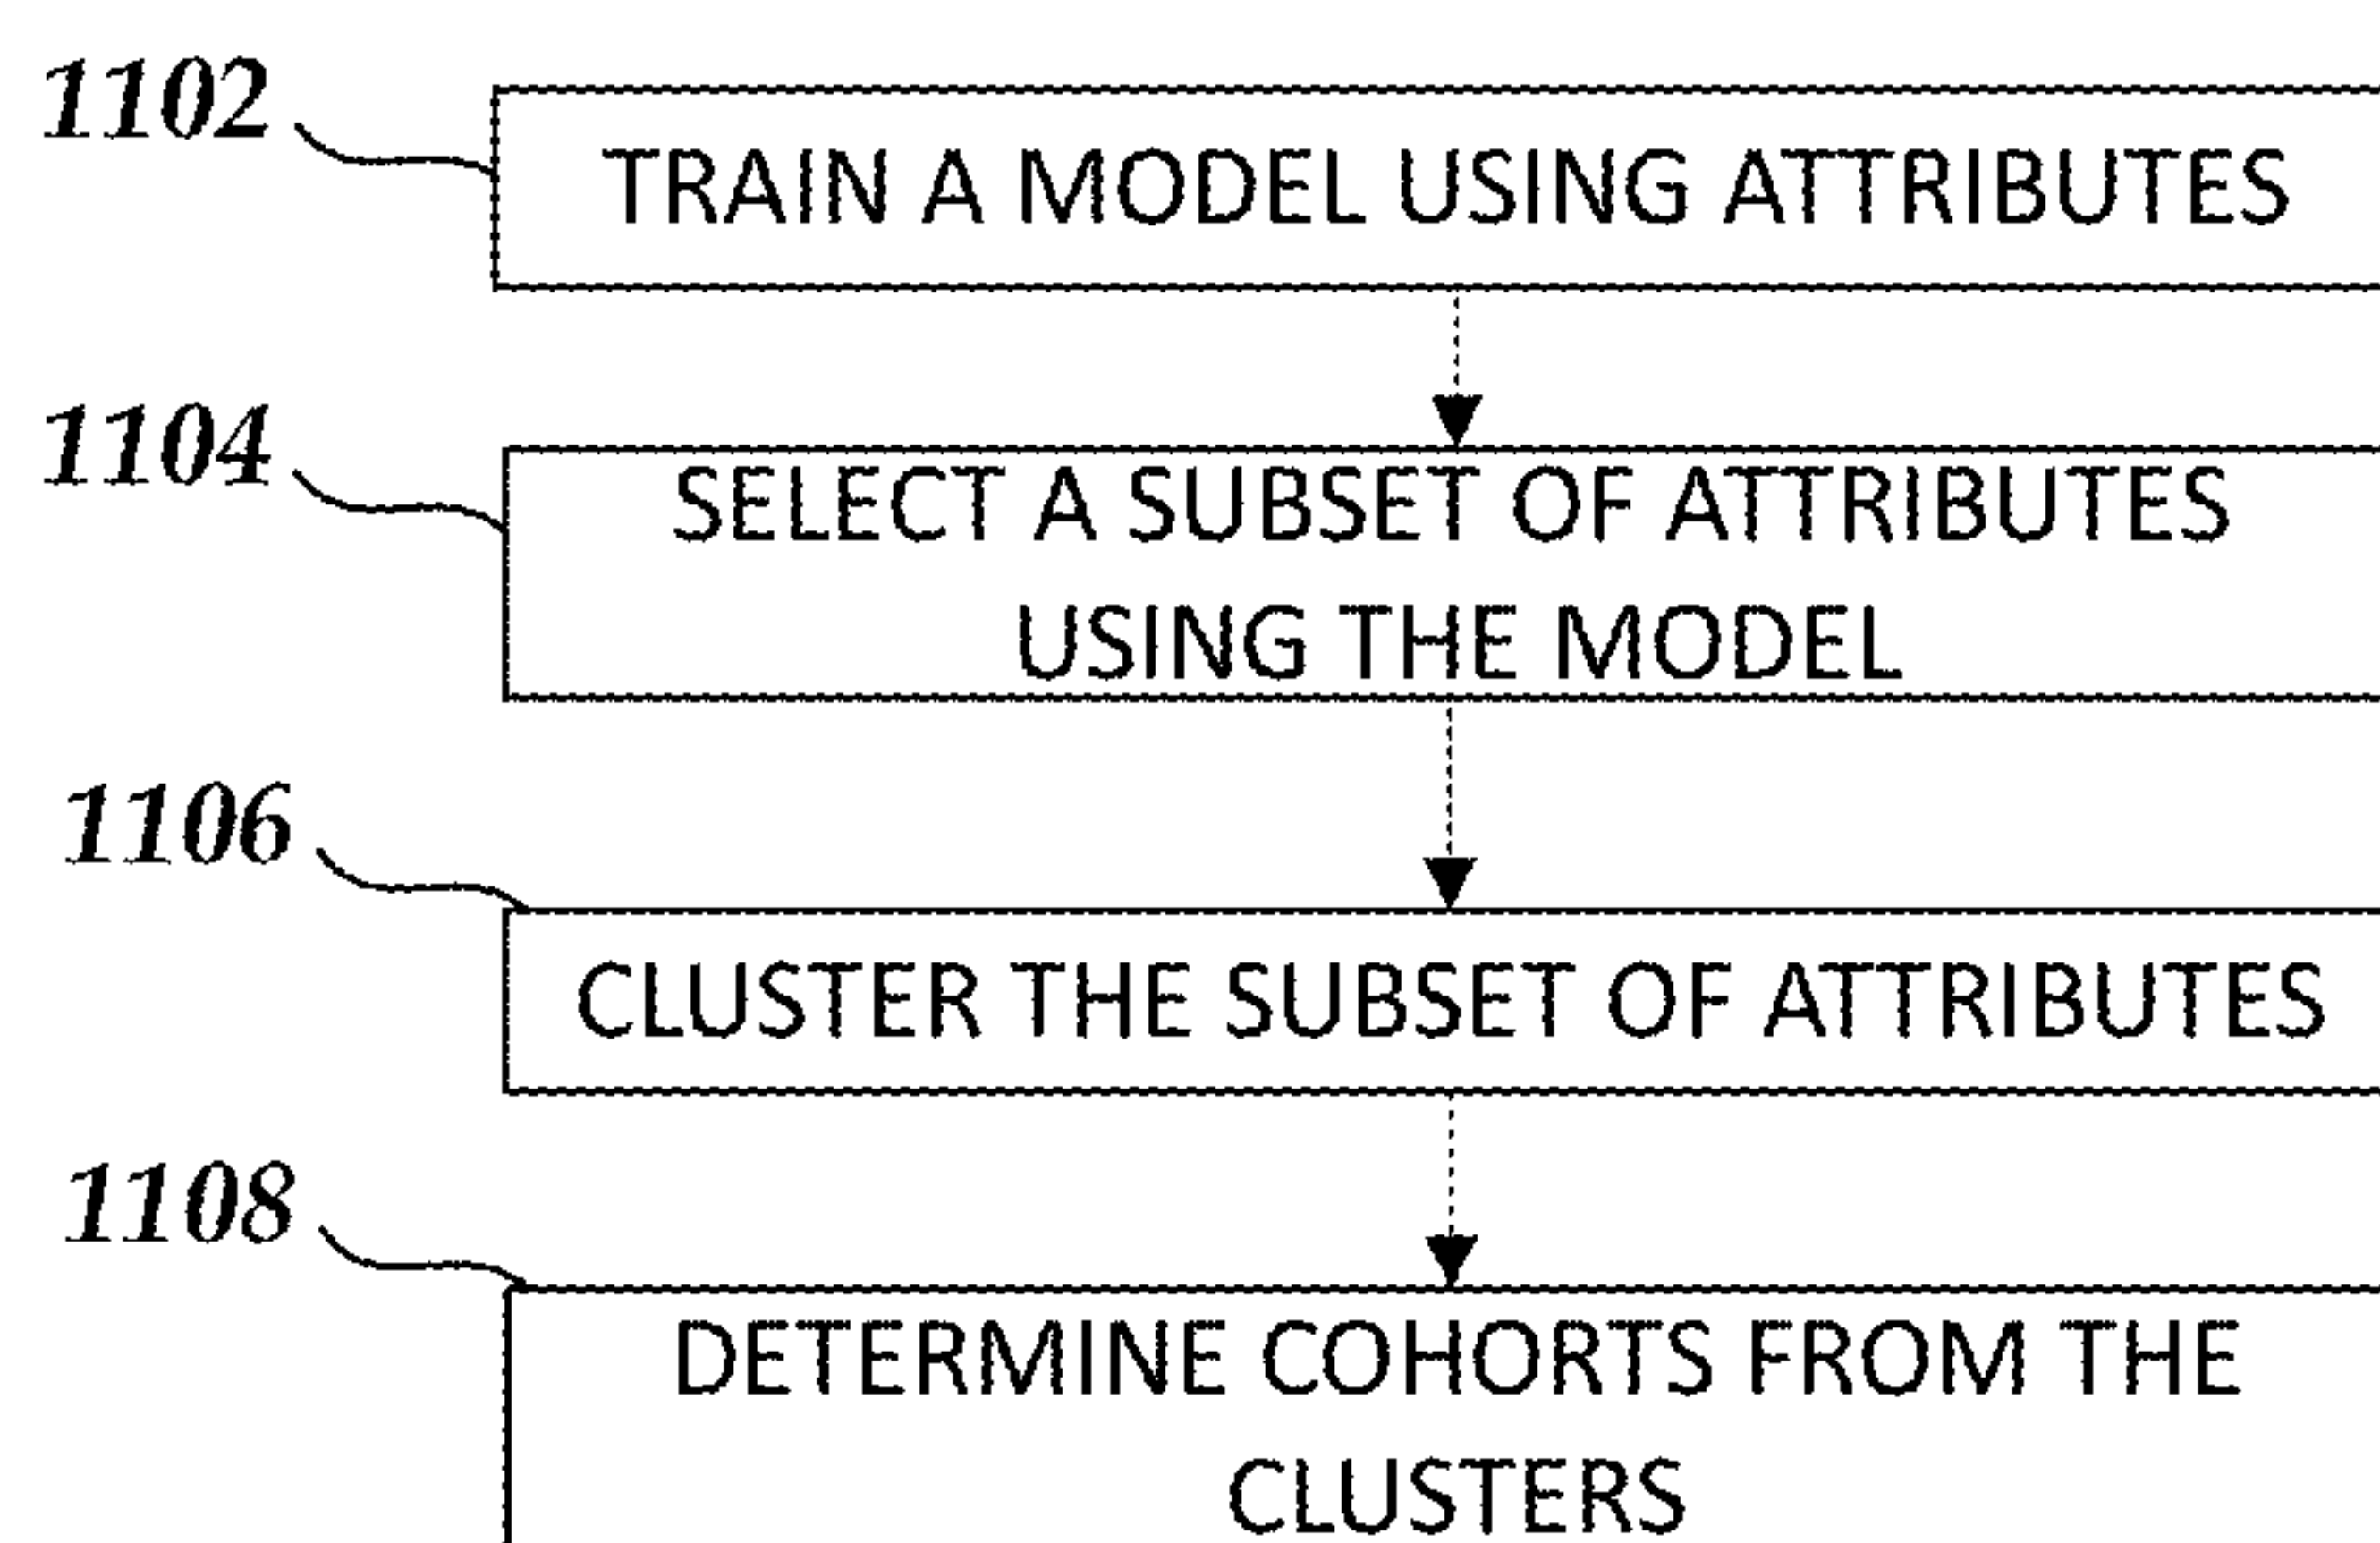 1102
TRAIN A MODEL USING ATTRIBUTES
1104
SELECT A SUBSET OF ATTRIBUTES
USING THE MODEL
1106
CLUSTER THE SUBSET OF ATTRIBUTES
1108
DETERMINE COHORTS FROM THE
CLUSTERS